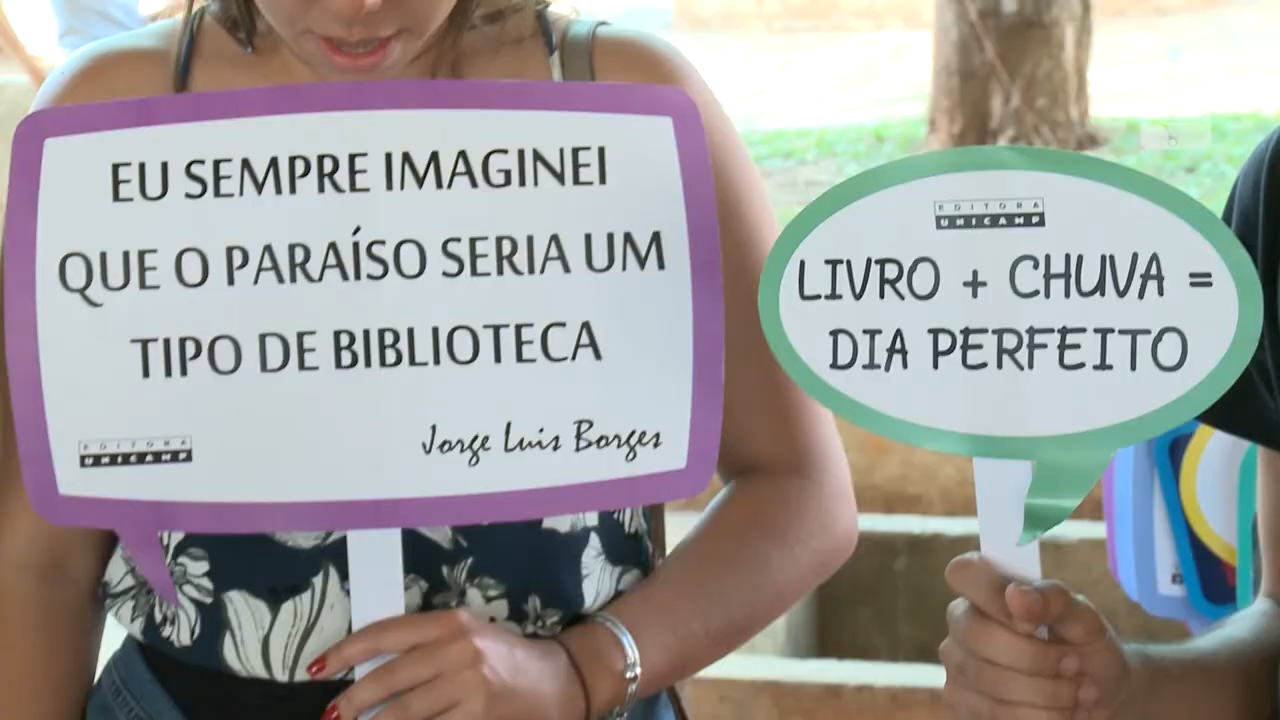 EU SEMPRE IMAGINEI
QUE O PARAÍSO SERIA UM
TIPO DE BIBLIOTECA
Jorge Luis Borges
EDITORA
UNICAMP
EDITORA
UNICAMP
LIVRO + CHUVA =
DIA PERFEITO